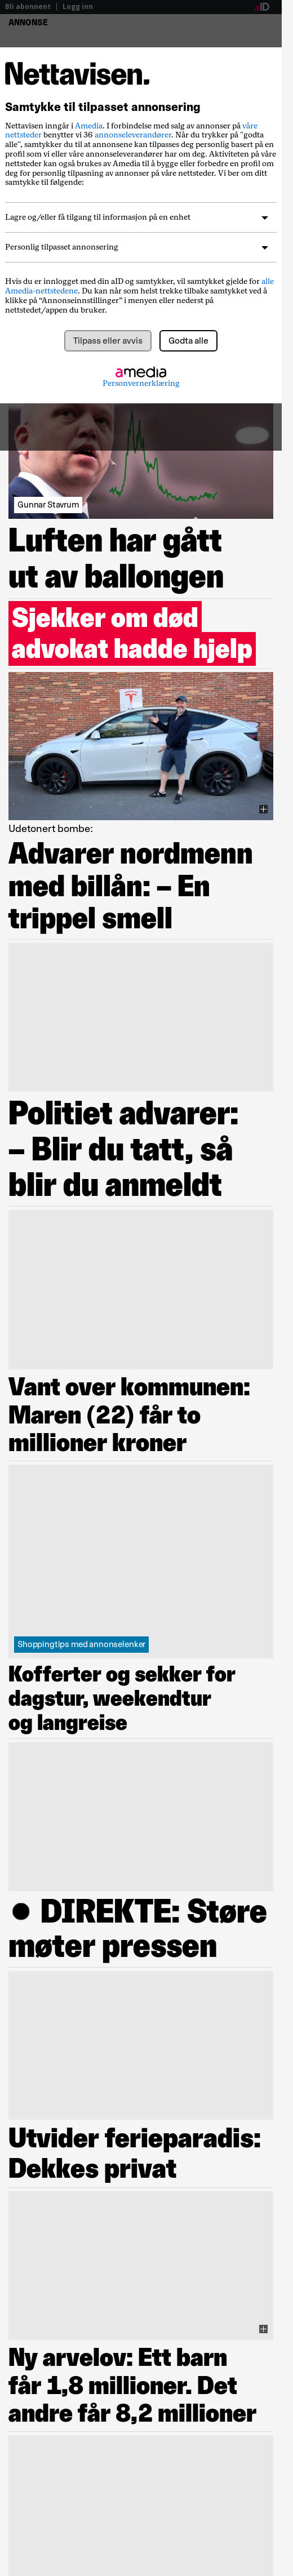 Bli abonnent | Logg inn
aID
ANNONSE
Nettavisen.
Samtykke til tilpasset annonsering
Nettavisen inngår i Amedia. I forbindelse med salg av annonser på våre
nettsteder benytter vi 36 annonseleverandører. Når du trykker på "godta
alle", samtykker du til at annonsene kan tilpasses deg personlig basert på en
profil som vi eller våre annonseleverandører har om deg. Aktiviteten på våre
nettsteder kan også brukes av Amedia til å bygge eller forbedre en profil om
deg for personlig tilpasning av annonser på våre nettsteder. Vi ber om ditt
samtykke til følgende:
Lagre og/eller få tilgang til informasjon på en enhet
Personlig tilpasset annonsering
Hvis du er innlogget med din aID og samtykker, vil samtykket gjelde for alle
Amedia-nettstedene. Du kan når som helst trekke tilbake samtykket ved å
klikke på “Annonseinnstillinger” i menyen eller nederst på
nettstedet/appen du bruker.
Tilpass eller avvis
Godta alle
amedia
Personvernerklæring
Gunnar Stavrum
Luften har gått
ut av ballongen
Sjekker om død
advokat hadde hjelp
Udetonert bombe:
Advarer nordmenn
med billån: – En
trippel smell
Politiet advarer:
– Blir du tatt, så
blir du anmeldt
Vant over kommunen:
Maren (22) får to
millioner kroner
Shoppingtips med annonselenker
Kofferter og sekker for
dagstur, weekendtur
og langreise
● DIREKTE: Støre
møter pressen
Utvider ferieparadis:
Dekkes privat
Ny arvelov: Ett barn
får 1,8 millioner. Det
andre får 8,2 millioner